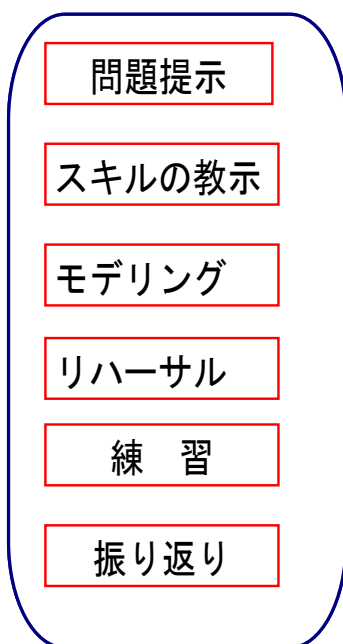 問題提示
スキルの教示
モデリング
リハーサル
練　習
振り返り